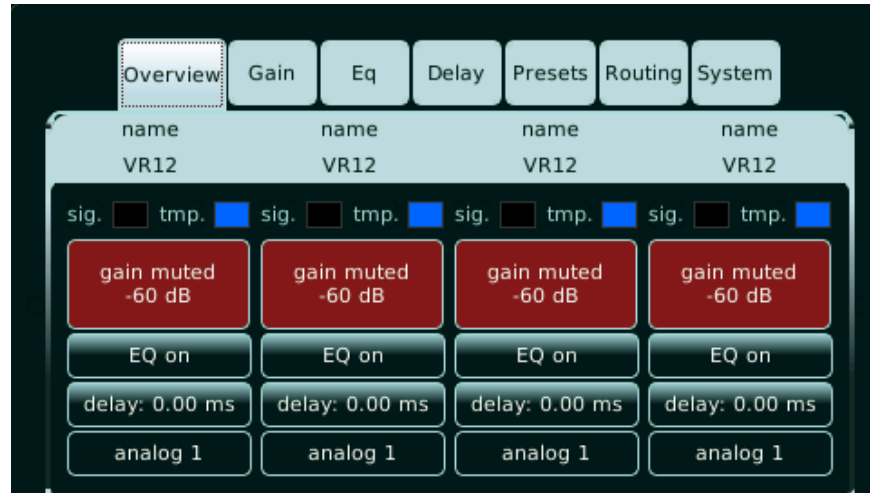 Overview Gain Eq Delay Presets Routing System
name name name name
VR12 VR12 VR12 VR12
sig. tmp. sig. tmp. sig. tmp. sig. tmp.
gain muted gain muted gain muted gain muted
-60 dB -60 dB -60 dB -60 dB
EQ on EQ on EQ on EQ on
delay: 0.00 ms delay: 0.00 ms delay: 0.00 ms delay: 0.00 ms
analog 1 analog 1 analog 1 analog 1